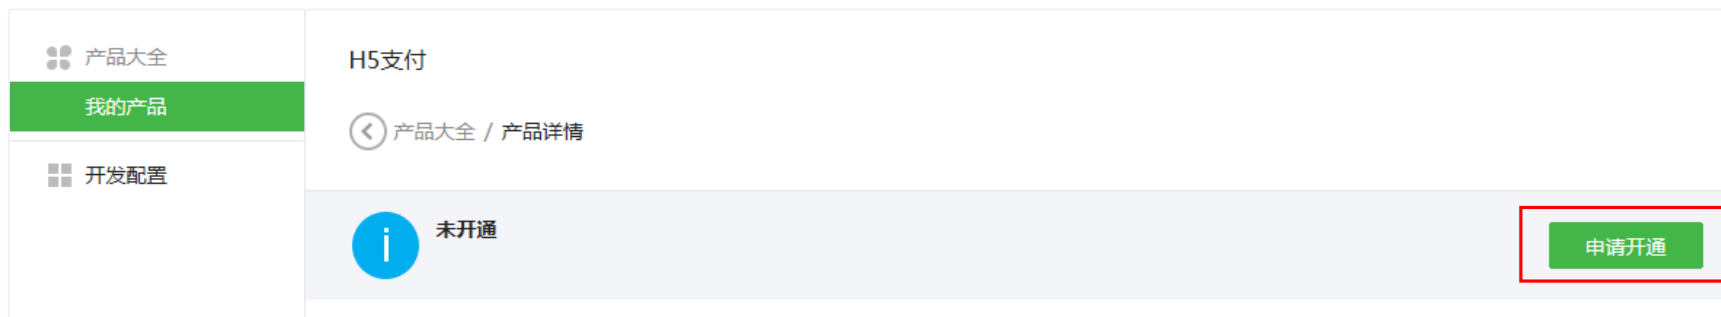 产品大全
我的产品
开发配置
H5支付
产品大全 / 产品详情
未开通
申请开通